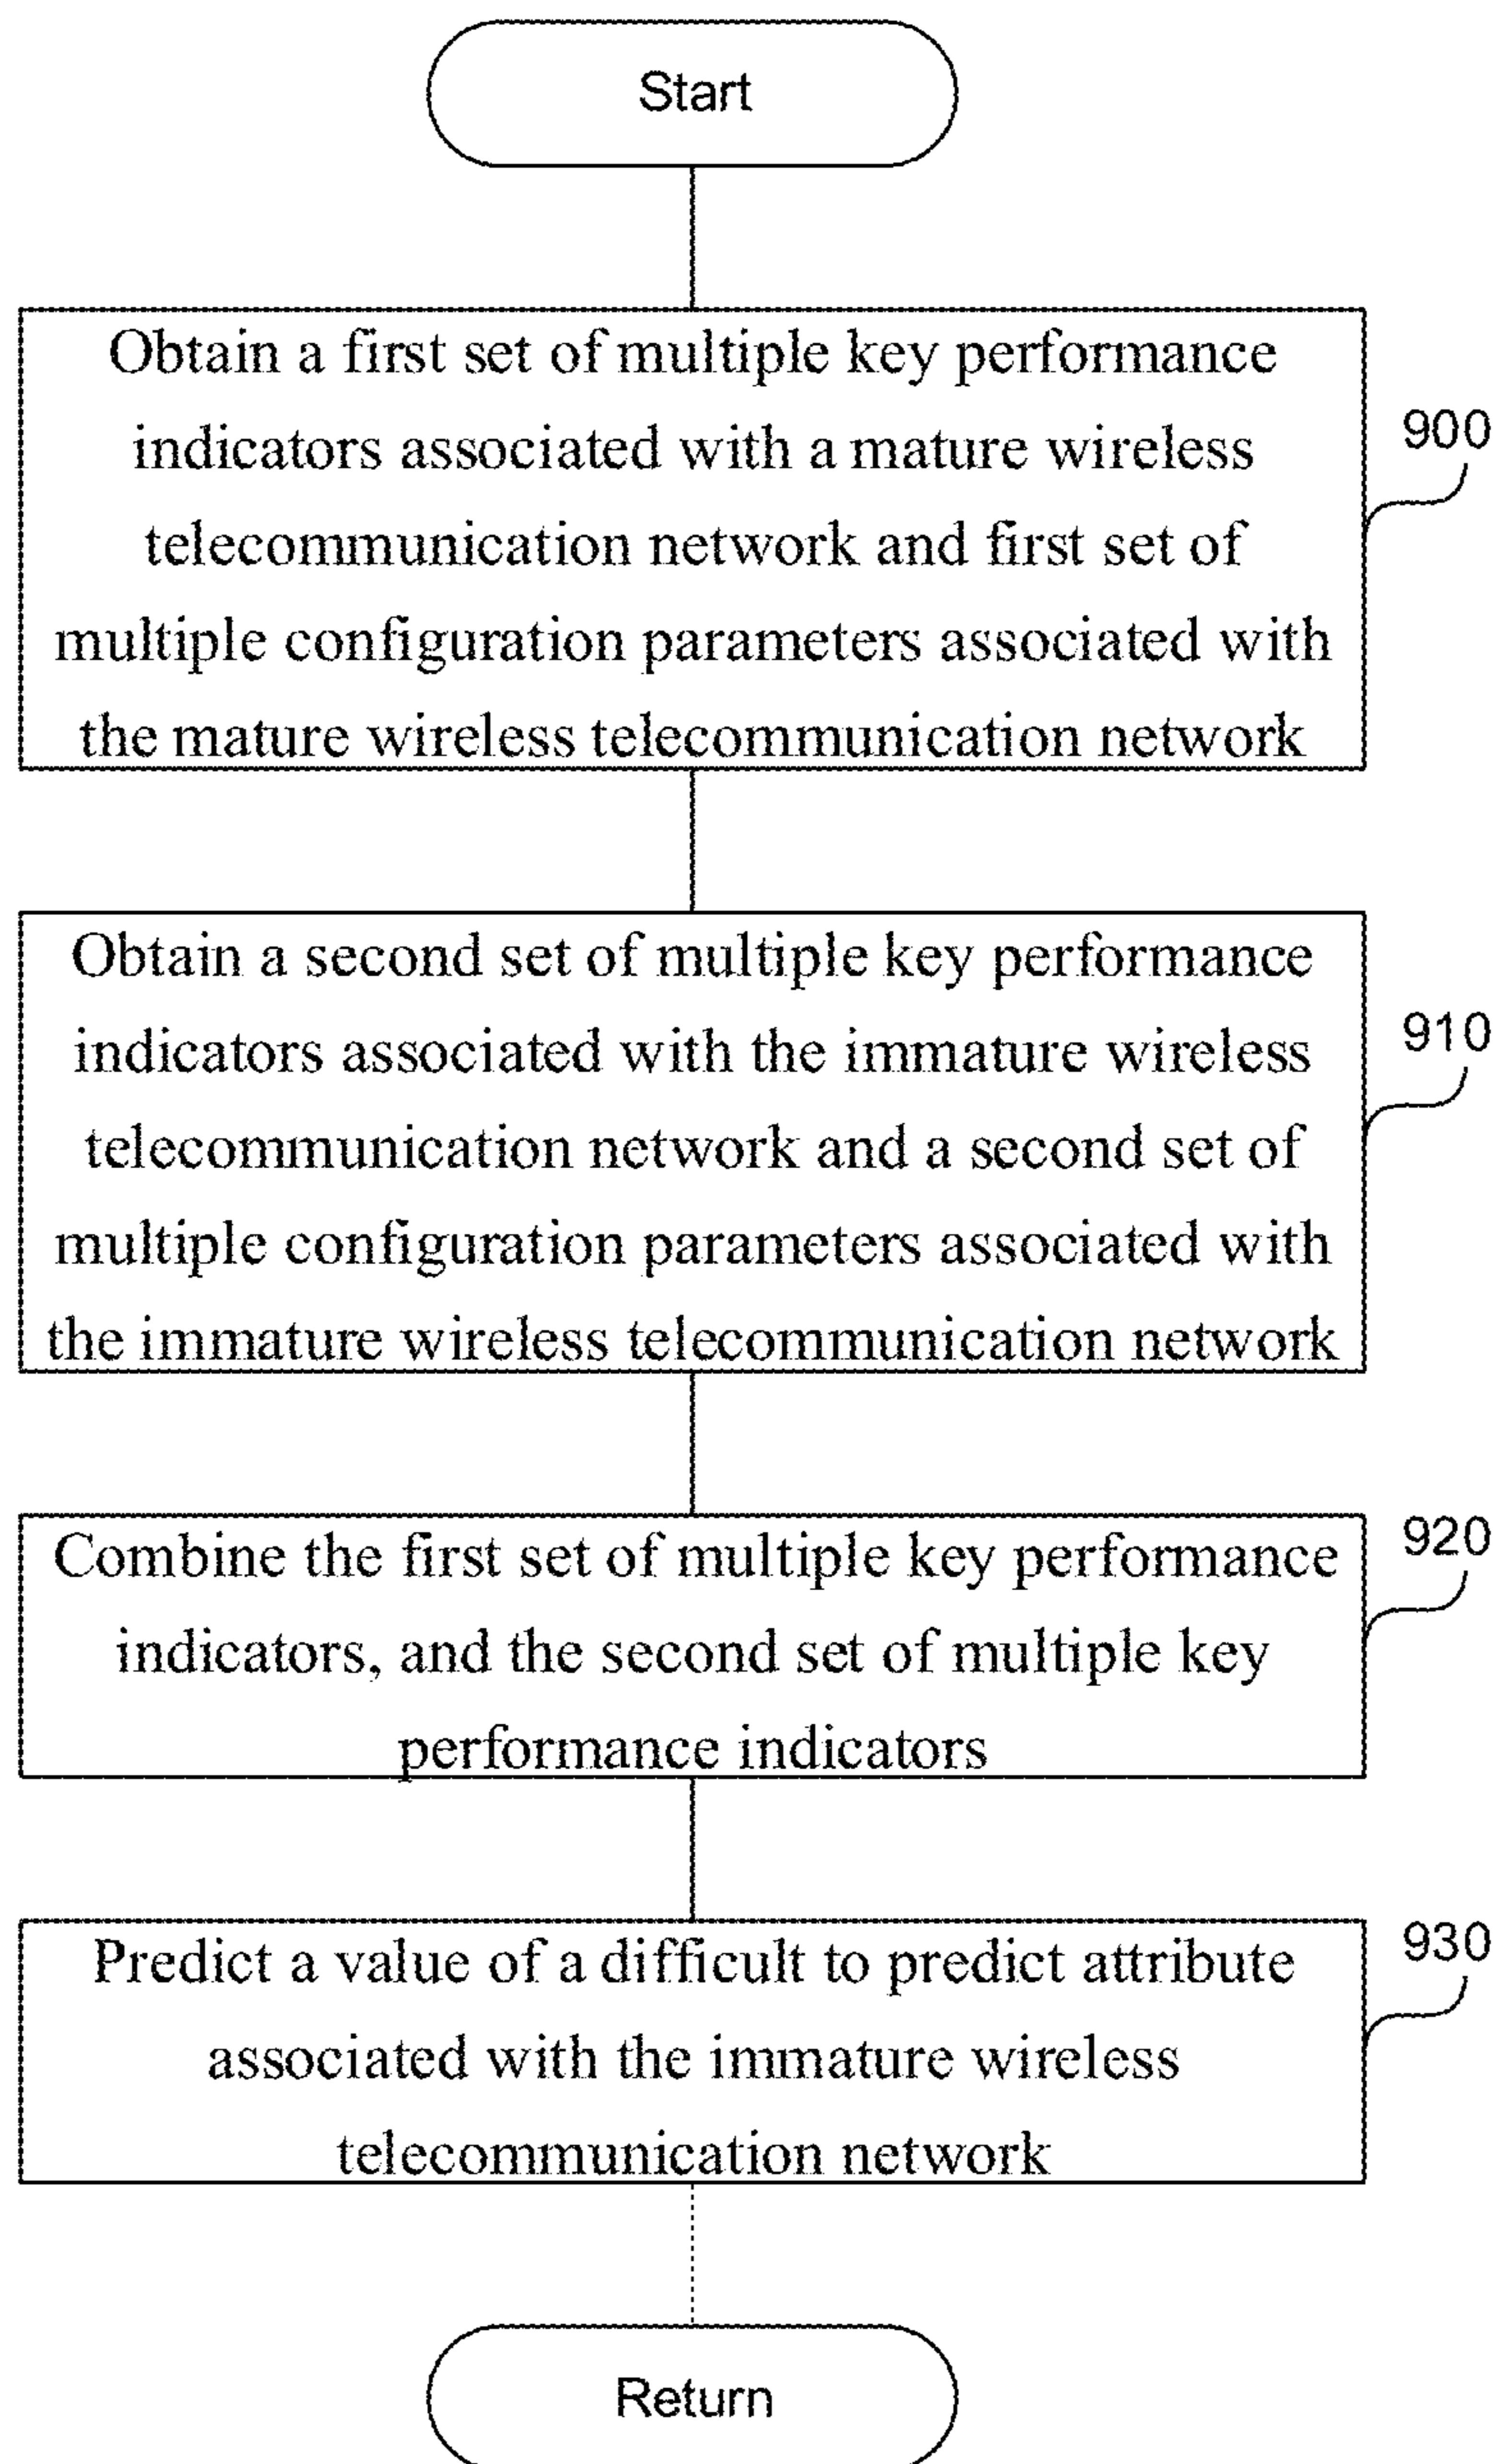 Start
Obtain a first set of multiple key performance
indicators associated with a mature wireless
telecommunication network and first set of
multiple configuration parameters associated with
the mature wireless telecommunication network
900
Obtain a second set of multiple key performance
indicators associated with the immature wireless
telecommunication network and a second set of
multiple configuration parameters associated with
the immature wireless telecommunication network
910
Combine the first set of multiple key performance
indicators, and the second set of multiple key
performance indicators
920
Predict a value of a difficult to predict attribute
associated with the immature wireless
telecommunication network
930
Return